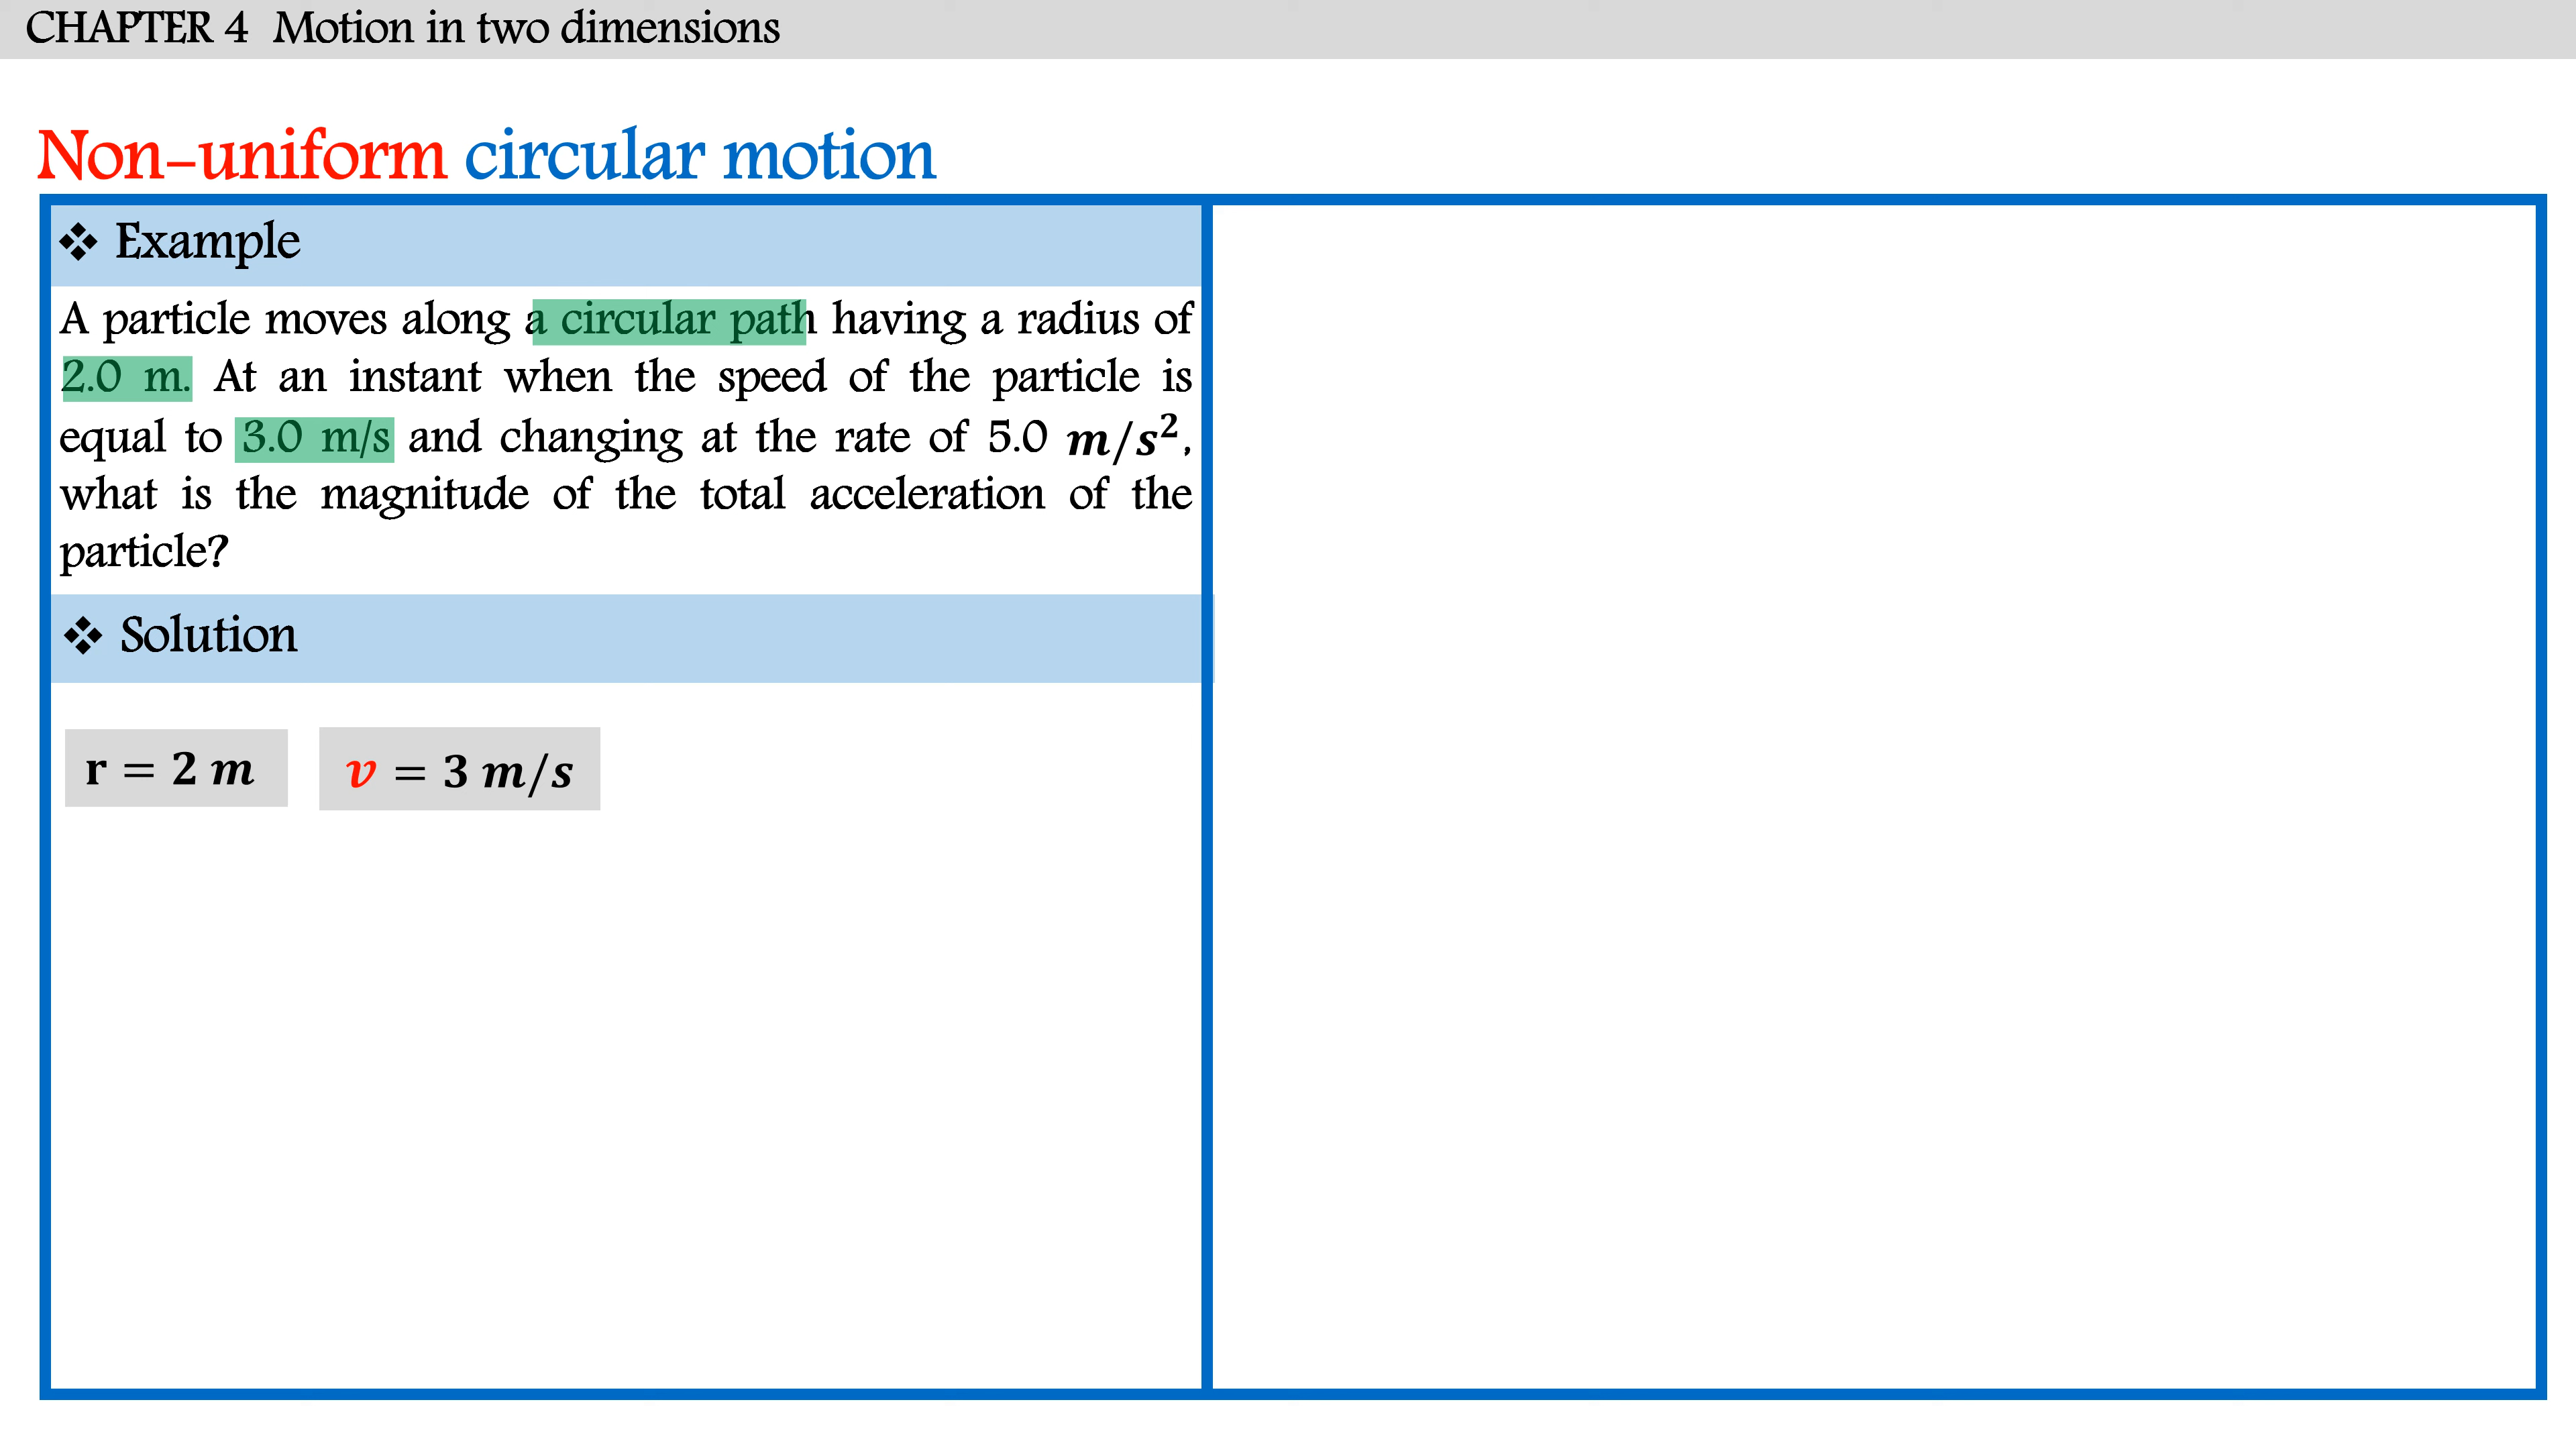 CHAPTER 4 Motion in two dimensions
Non-uniform circular motion
❖ Example
A particle moves along a circular path having a radius of
2.0 m. At an instant when the speed of the particle is
equal to 3.0 m/s and changing at the rate of 5.0 m/s²,
what is the magnitude of the total acceleration of the
particle?
❖ Solution
r = 2 m v = 3 m/s